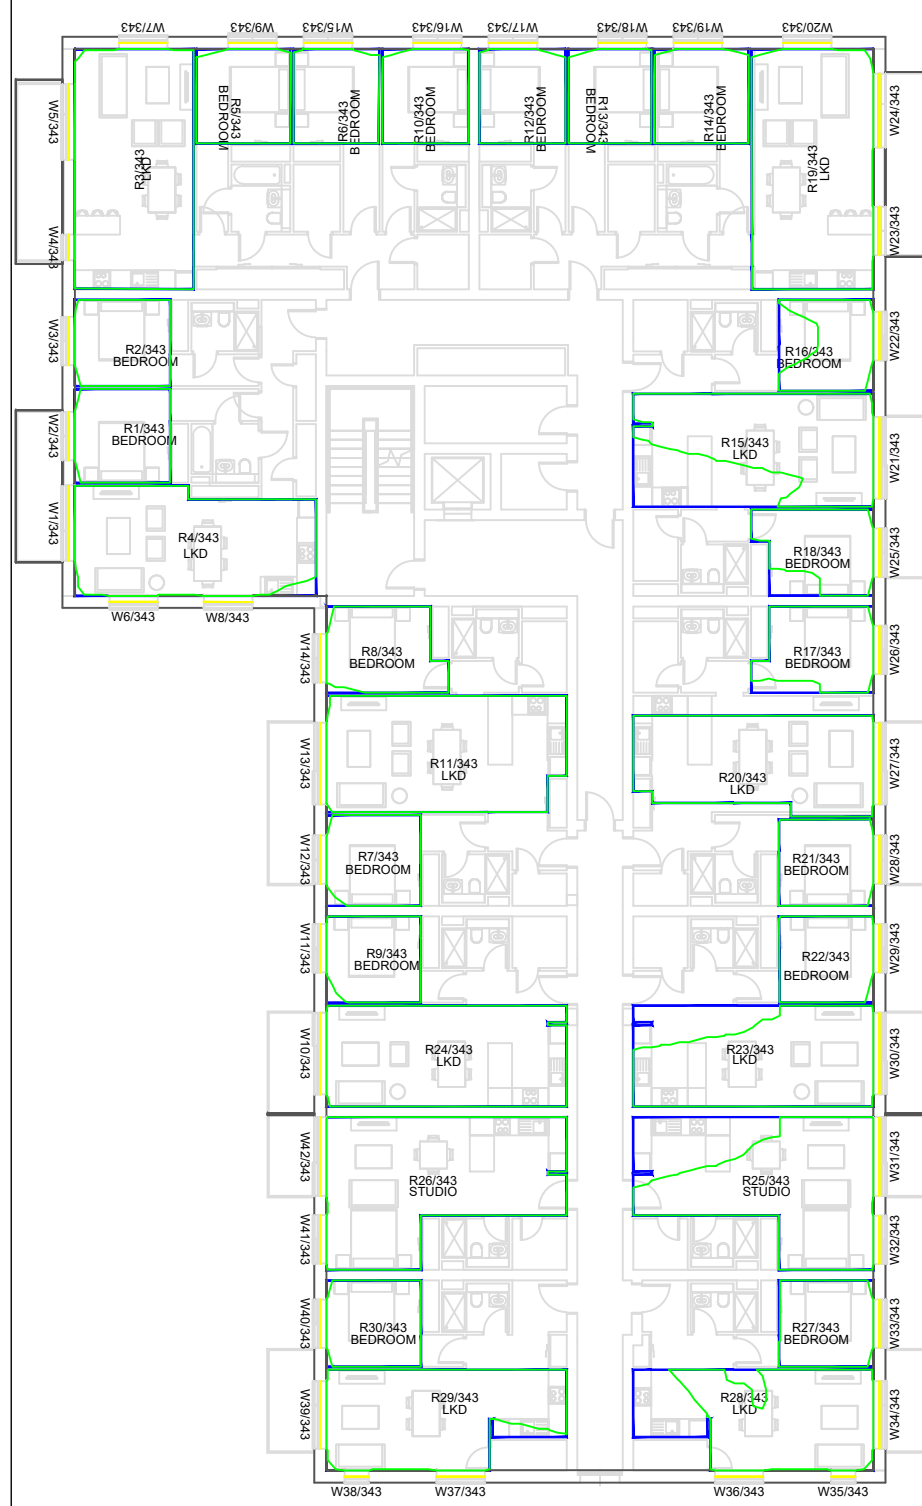 W7/343
W9/343
W15/343
W16/343
W17/343
W18/343
W19/343
W20/343
W5/343
W24/343
R3/343
LKD
R5/343
BEDROOM
R6/343
BEDROOM
R10/343
BEDROOM
R12/343
BEDROOM
R13/343
BEDROOM
R14/343
BEDROOM
R19/343
LKD
W4/343
W23/343
W3/343
R2/343
BEDROOM
R16/343
BEDROOM
W22/343
W2/343
R1/343
BEDROOM
R15/343
LKD
W21/343
W1/343
R4/343
LKD
R18/343
BEDROOM
W25/343
W6/343
W8/343
W14/343
R8/343
BEDROOM
R17/343
BEDROOM
W26/343
W13/343
R11/343
LKD
R20/343
LKD
W27/343
W12/343
R7/343
BEDROOM
R21/343
BEDROOM
W28/343
W11/343
R9/343
BEDROOM
R22/343
BEDROOM
W29/343
W10/343
R24/343
LKD
R23/343
LKD
W30/343
W42/343
R26/343
STUDIO
R25/343
STUDIO
W31/343
W41/343
W32/343
W40/343
R30/343
BEDROOM
R27/343
BEDROOM
W33/343
W39/343
R29/343
LKD
R28/343
LKD
W34/343
W38/343
W37/343
W36/343
W35/343